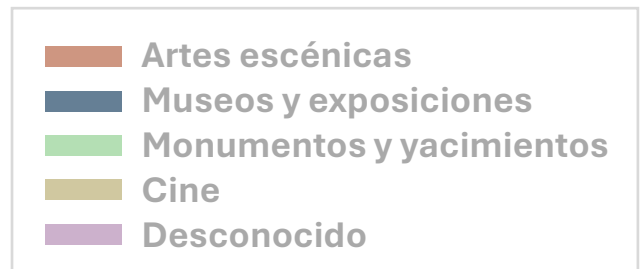 Artes escénicas
Museos y exposiciones
Monumentos y yacimientos
Cine
Desconocido